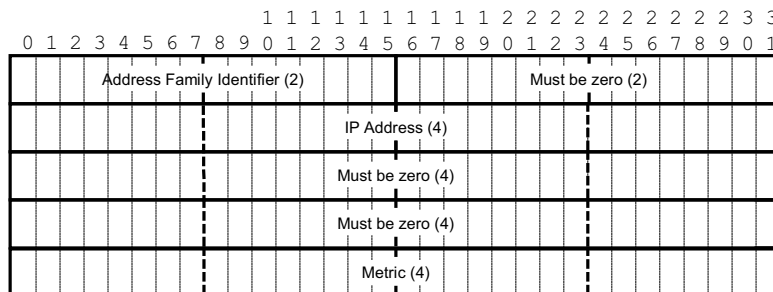 1 1 1 1 1 1 1 1 1 1 2 2 2 2 2 2 2 2 2 2 3 3
0 1 2 3 4 5 6 7 8 9 0 1 2 3 4 5 6 7 8 9 0 1 2 3 4 5 6 7 8 9 0 1
Address Family Identifier (2) Must be zero (2)
IP Address (4)
Must be zero (4)
Must be zero (4)
Metric (4)